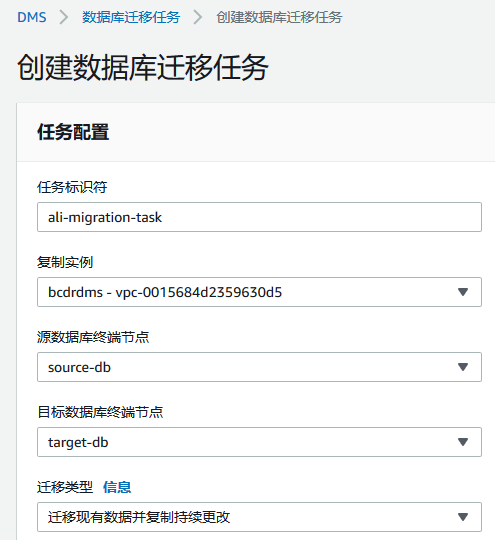 DMS > 数据库迁移任务 > 创建数据库迁移任务
创建数据库迁移任务
任务配置
任务标识符
ali-migration-task
复制实例
bcdrdms - vpc-0015684d2359630d5
源数据库终端节点
source-db
目标数据库终端节点
target-db
迁移类型 信息
迁移现有数据并复制持续更改